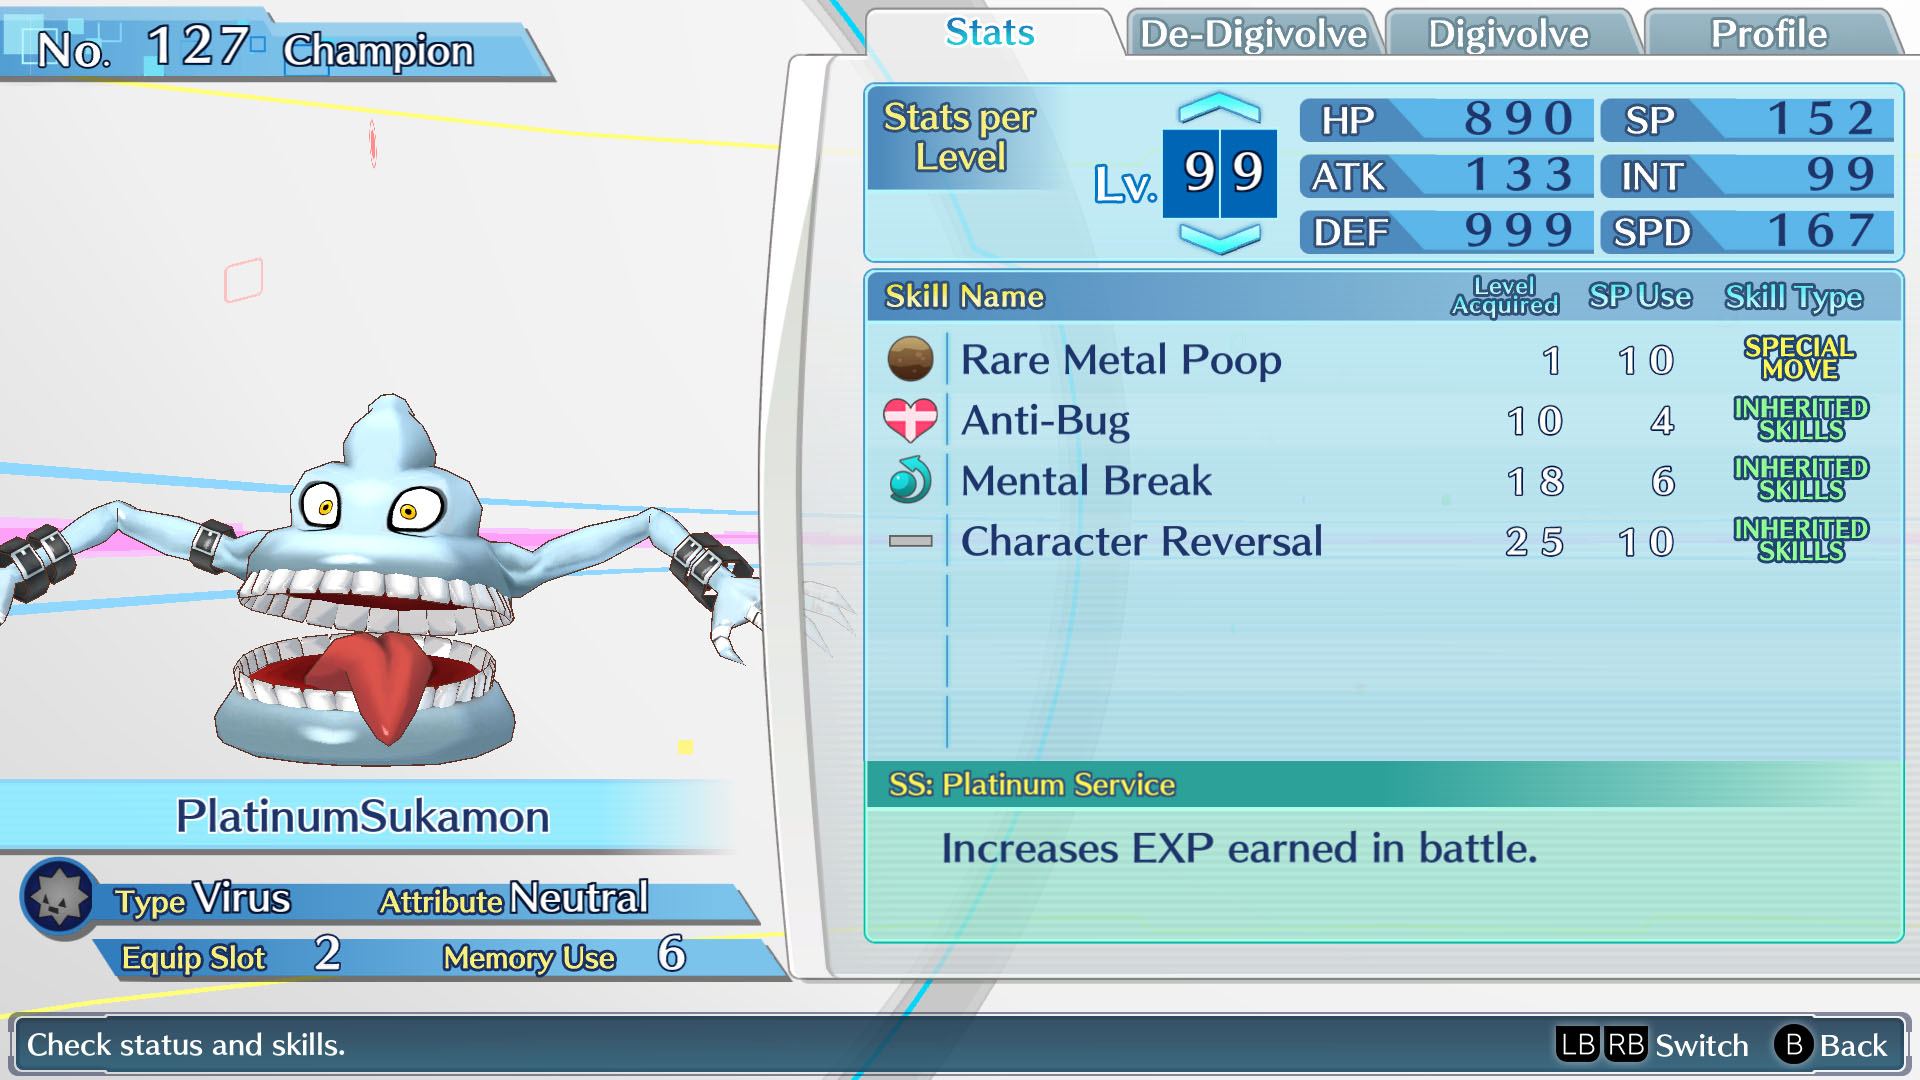 No. 127 Champion
Stats
De-Digivolve
Digivolve
Profile
Stats per
Level
Lv. 99
HP 890
SP 152
ATK 133
INT 99
DEF 999
SPD 167
Skill Name
Level
Acquired
SP Use
Skill Type
Rare Metal Poop 1 10 SPECIAL
MOVE
Anti-Bug 10 4 INHERITED
SKILLS
Mental Break 18 6 INHERITED
SKILLS
Character Reversal 25 10 INHERITED
SKILLS
SS: Platinum Service
Increases EXP earned in battle.
PlatinumSukamon
Type Virus Attribute Neutral
Equip Slot 2 Memory Use 6
Check status and skills.
LB RB Switch B Back